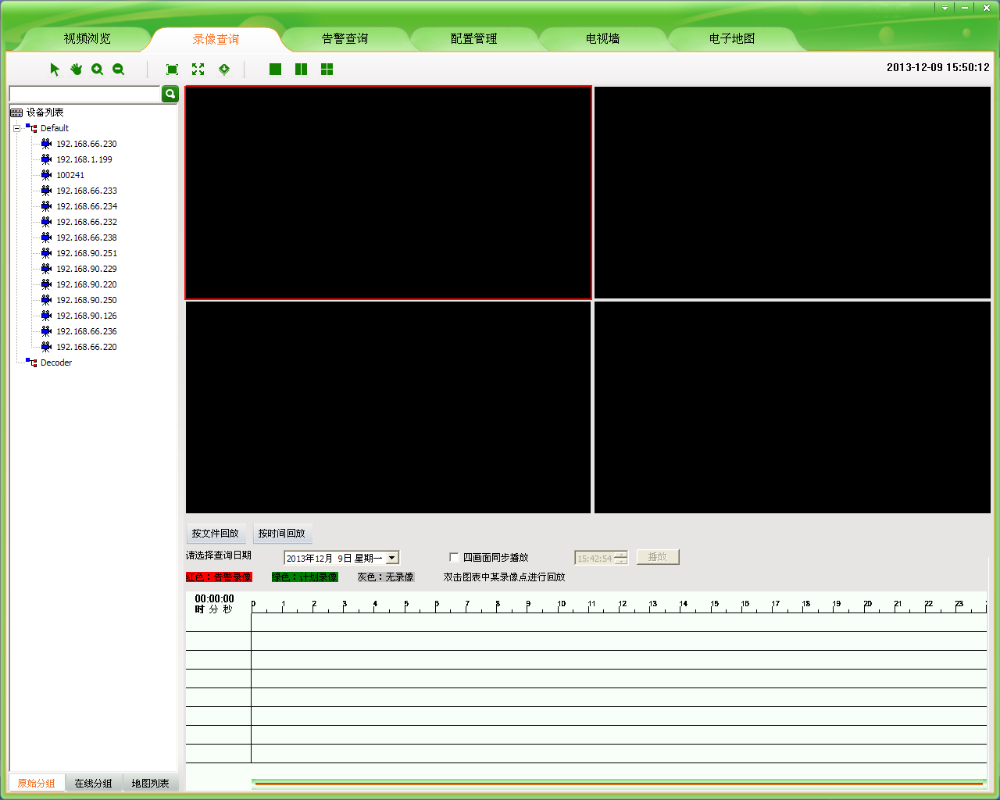 视频浏览 录像查询 告警查询 配置管理 电视墙 电子地图
2013-12-09 15:50:12
设备列表
Default
192.168.66.230
192.168.1.199
100241
192.168.66.233
192.168.66.234
192.168.66.232
192.168.66.238
192.168.90.251
192.168.90.229
192.168.90.220
192.168.90.250
192.168.90.126
192.168.66.236
192.168.66.220
Decoder
原始分组 在线分组 地图列表
按文件回放 按时间回放
请选择查询日期 2013年12月 9日 星期一 四画面同步播放 15:42:54 播放
红色：告警录像 绿色：计划录像 灰色：无录像 双击图表中某录像点进行回放
00:00:00
时 分 秒 0 1 2 3 4 5 6 7 8 9 10 11 12 13 14 15 16 17 18 19 20 21 22 23